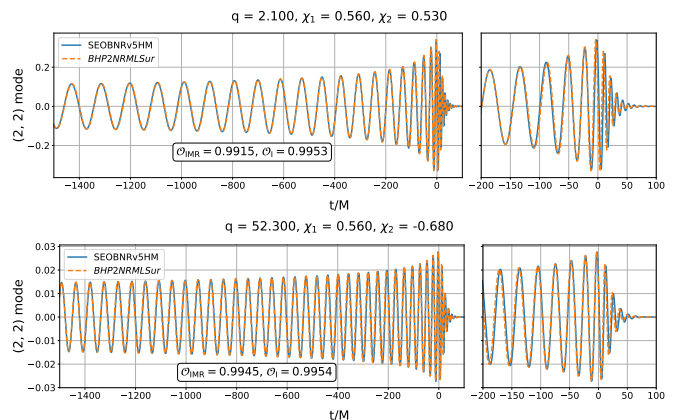 q = 2.100, χ₁ = 0.560, χ₂ = 0.530
SEOBNRv5HM
BHP2NRMLSur
(2, 2) mode
0.2
0.0
−0.2
𝒪IMR = 0.9915, 𝒪I = 0.9953
−1400 −1200 −1000 −800 −600 −400 −200 0
t/M
−200 −150 −100 −50 0 50 100
q = 52.300, χ₁ = 0.560, χ₂ = -0.680
SEOBNRv5HM
BHP2NRMLSur
(2, 2) mode
0.03
0.02
0.01
0.00
−0.01
−0.02
−0.03
𝒪IMR = 0.9945, 𝒪I = 0.9954
−1400 −1200 −1000 −800 −600 −400 −200 0
t/M
−200 −150 −100 −50 0 50 100